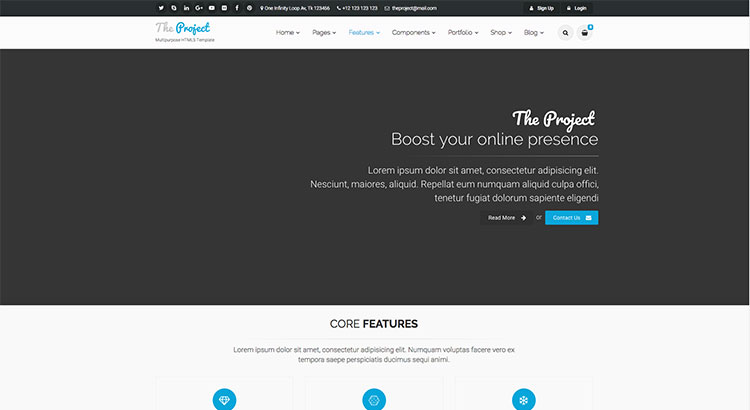 One Infinity Loop Av, Tk 123466 +12 123 123 123 theproject@mail.com Sign Up Login
The Project
Multipurpose HTML5 Template
Home Pages Features Components Portfolio Shop Blog 0
The Project
Boost your online presence
Lorem ipsum dolor sit amet, consectetur adipisicing elit.
Nesciunt, maiores, aliquid. Repellat eum numquam aliquid culpa offici,
tenetur fugiat dolorum sapiente eligendi
Read More or Contact Us
CORE FEATURES
Lorem ipsum dolor sit amet, consectetur adipisicing elit. Numquam voluptas facere vero ex
tempora saepe perspiciatis ducimus sequi animi.